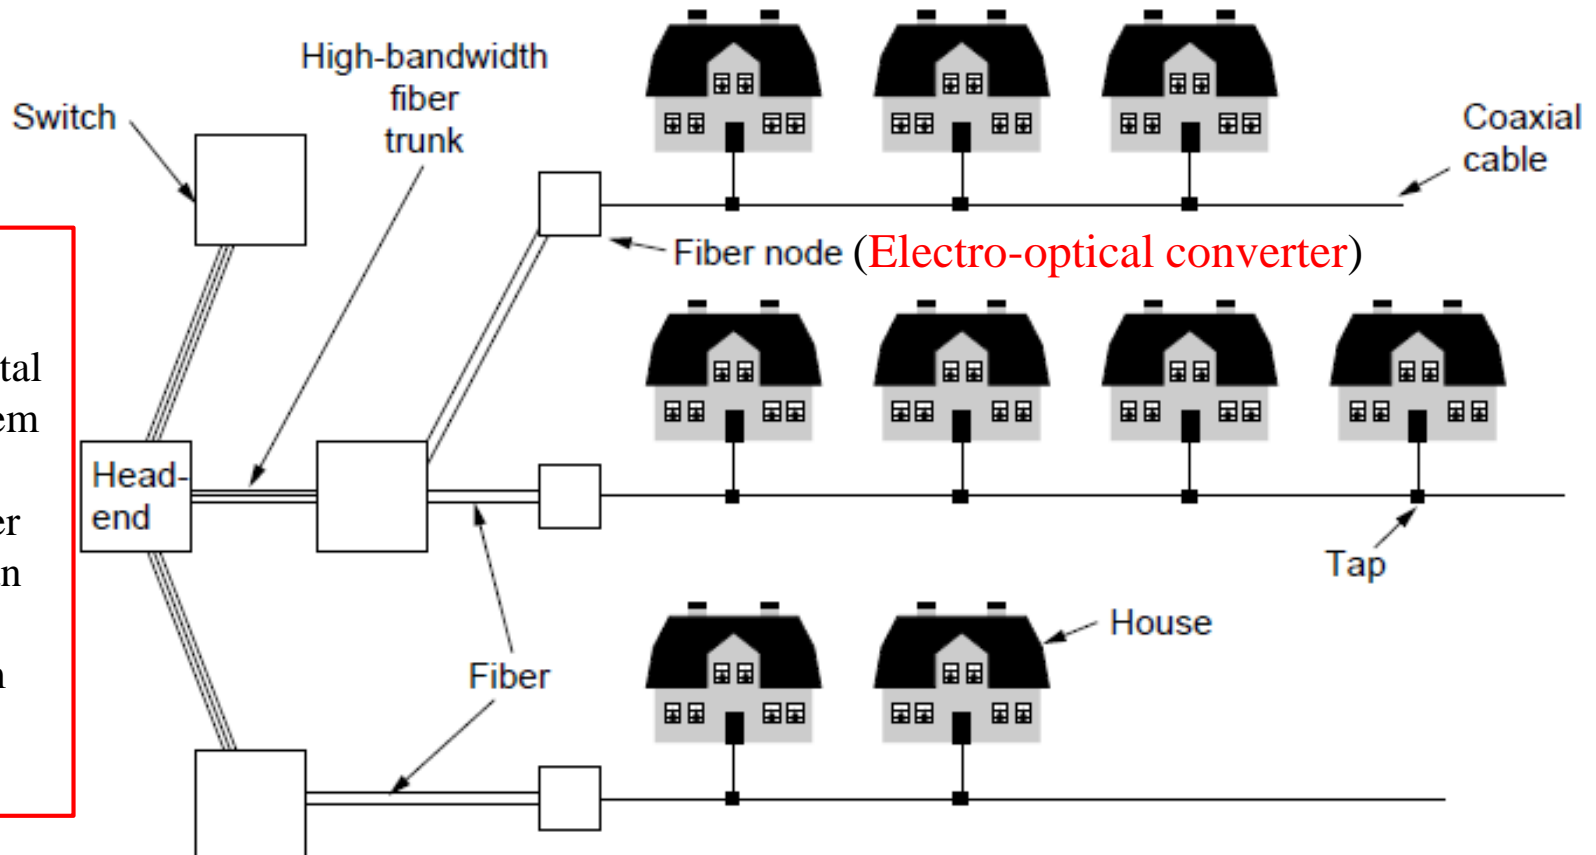 High-bandwidth
fiber
trunk
Switch
Coaxial
cable
Fiber node (Electro-optical converter)
Head-
end
Tap
House
Fiber